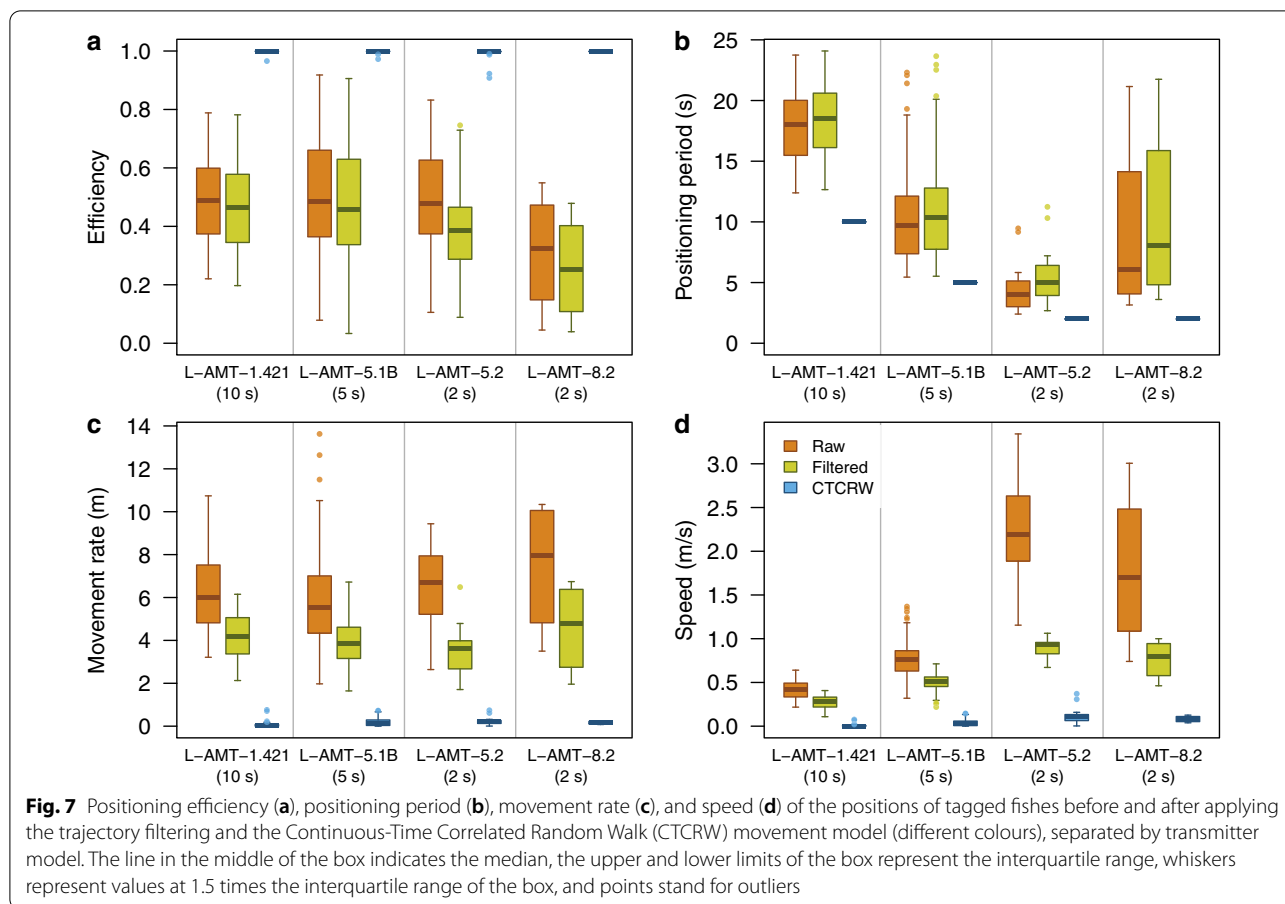 a
1.0
0.8
0.6
0.4
0.2
0.0
Efficiency
L−AMT−1.421 L−AMT−5.1B L−AMT−5.2 L−AMT−8.2
(10 s) (5 s) (2 s) (2 s)
b
25
20
15
10
5
0
Positioning period (s)
L−AMT−1.421 L−AMT−5.1B L−AMT−5.2 L−AMT−8.2
(10 s) (5 s) (2 s) (2 s)
c
14
12
10
8
6
4
2
0
Movement rate (m)
L−AMT−1.421 L−AMT−5.1B L−AMT−5.2 L−AMT−8.2
(10 s) (5 s) (2 s) (2 s)
d
3.0
2.5
2.0
1.5
1.0
0.5
0.0
Speed (m/s)
Raw
Filtered
CTCRW
L−AMT−1.421 L−AMT−5.1B L−AMT−5.2 L−AMT−8.2
(10 s) (5 s) (2 s) (2 s)
Fig. 7 Positioning efficiency (a), positioning period (b), movement rate (c), and speed (d) of the positions of tagged fishes before and after applying
the trajectory filtering and the Continuous-Time Correlated Random Walk (CTCRW) movement model (different colours), separated by transmitter
model. The line in the middle of the box indicates the median, the upper and lower limits of the box represent the interquartile range, whiskers
represent values at 1.5 times the interquartile range of the box, and points stand for outliers